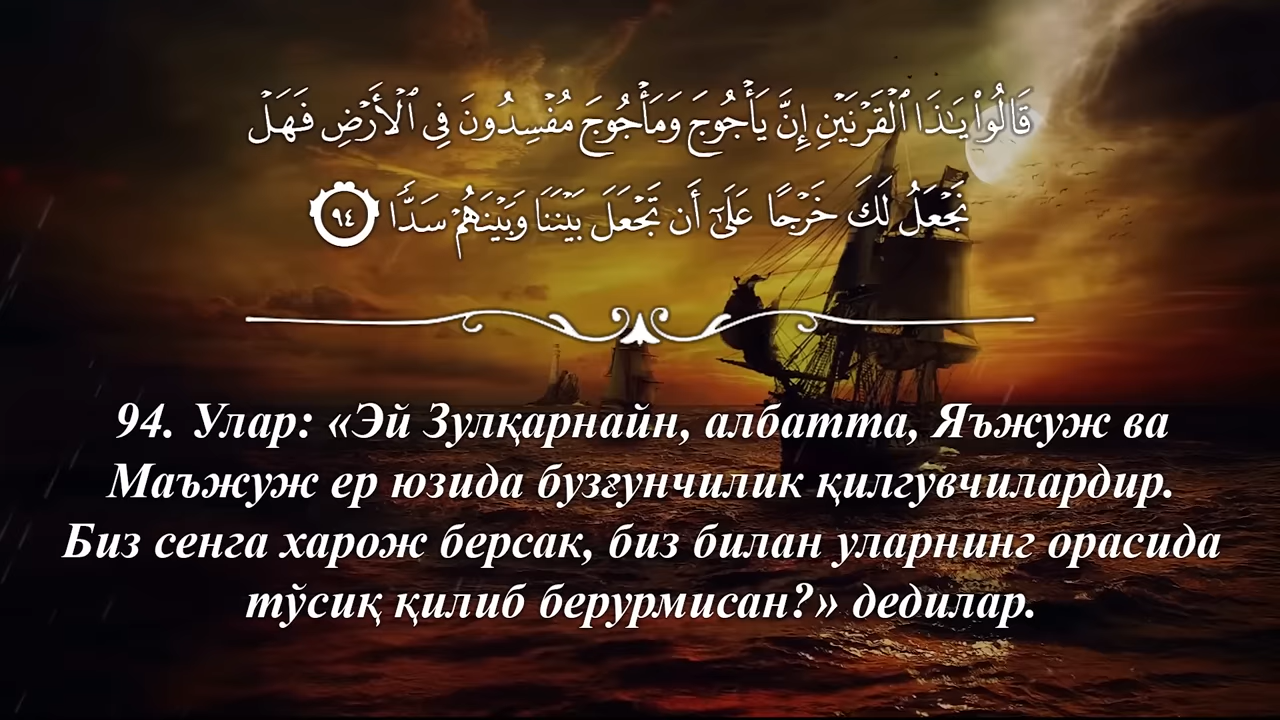 قَالُوا۟ يَـٰذَا ٱلْقَرْنَيْنِ إِنَّ يَأْجُوجَ وَمَأْجُوجَ مُفْسِدُونَ فِى ٱلْأَرْضِ فَهَلْ
نَجْعَلُ لَكَ خَرْجًا عَلَىٰٓ أَن تَجْعَلَ بَيْنَنَا وَبَيْنَهُمْ سَدًّا ٩٤
94. Улар: «Эй Зулқарнайн, албатта, Яъжуж ва
Маъжуж ер юзида бузғунчилик қилгувчилардир.
Биз сенга харож берсак, биз билан уларнинг орасида
тўсиқ қилиб берурмисан?» дедилар.